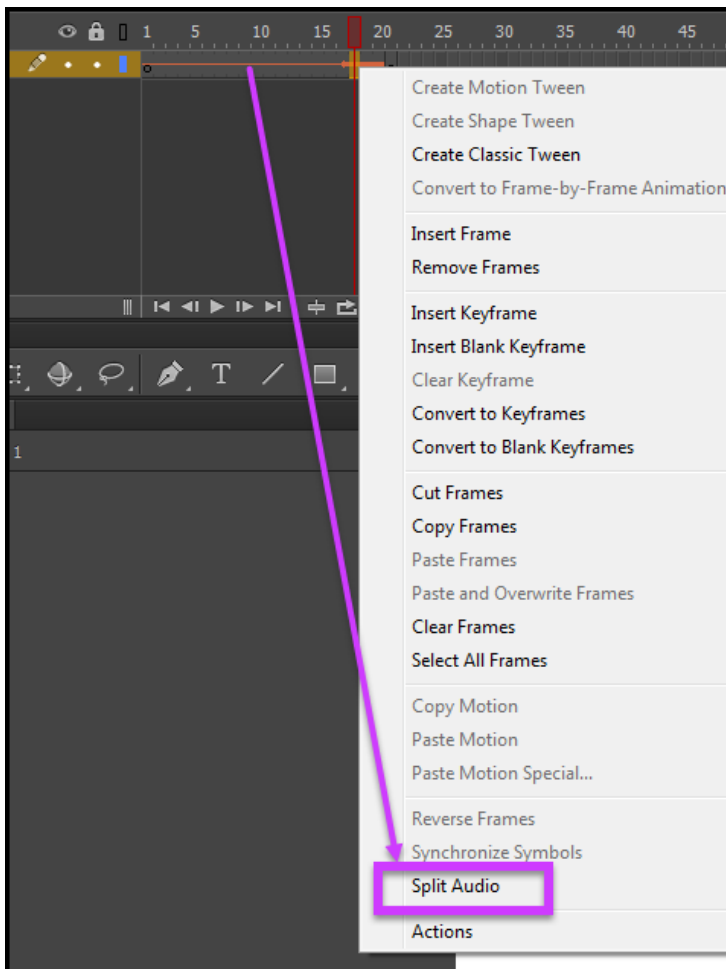 1 5 10 15 20 25 30 35 40 45
Create Motion Tween
Create Shape Tween
Create Classic Tween
Convert to Frame-by-Frame Animation
Insert Frame
Remove Frames
Insert Keyframe
Insert Blank Keyframe
Clear Keyframe
Convert to Keyframes
Convert to Blank Keyframes
T
1
Cut Frames
Copy Frames
Paste Frames
Paste and Overwrite Frames
Clear Frames
Select All Frames
Copy Motion
Paste Motion
Paste Motion Special...
Reverse Frames
Synchronize Symbols
Split Audio
Actions